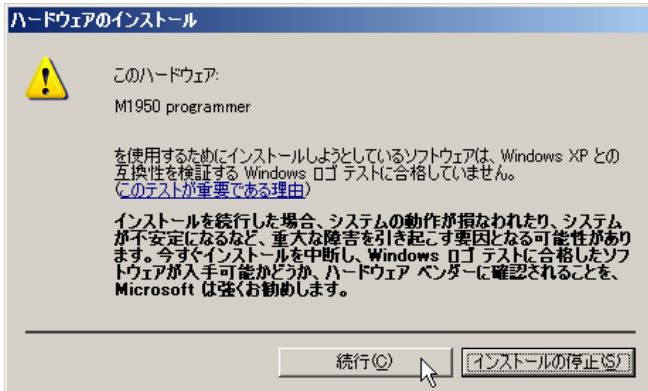 ハードウェアのインストール
このハードウェア:
M1950 programmer
を使用するためにインストールしようとしているソフトウェアは、Windows XP との
互換性を検証する Windows ロゴ テストに合格していません。
(このテストが重要である理由)
インストールを続行した場合、システムの動作が損なわれたり、システム
が不安定になるなど、重大な障害を引き起こす要因となる可能性があり
ます。今すぐインストールを中断し、Windows ロゴ テストに合格したソフ
トウェアが入手可能かどうか、ハードウェア ベンダーに確認されることを、
Microsoft は強くお勧めします。
続行(C)
インストールの停止(S)